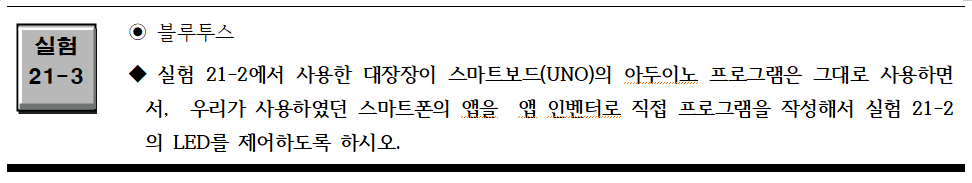 실험
21-3
◉ 블루투스
◆ 실험 21-2에서 사용한 대장장이 스마트보드(UNO)의 아두이노 프로그램은 그대로 사용하면
서, 우리가 사용하였던 스마트폰의 앱을 앱 인벤터로 직접 프로그램을 작성해서 실험 21-2
의 LED를 제어하도록 하시오.